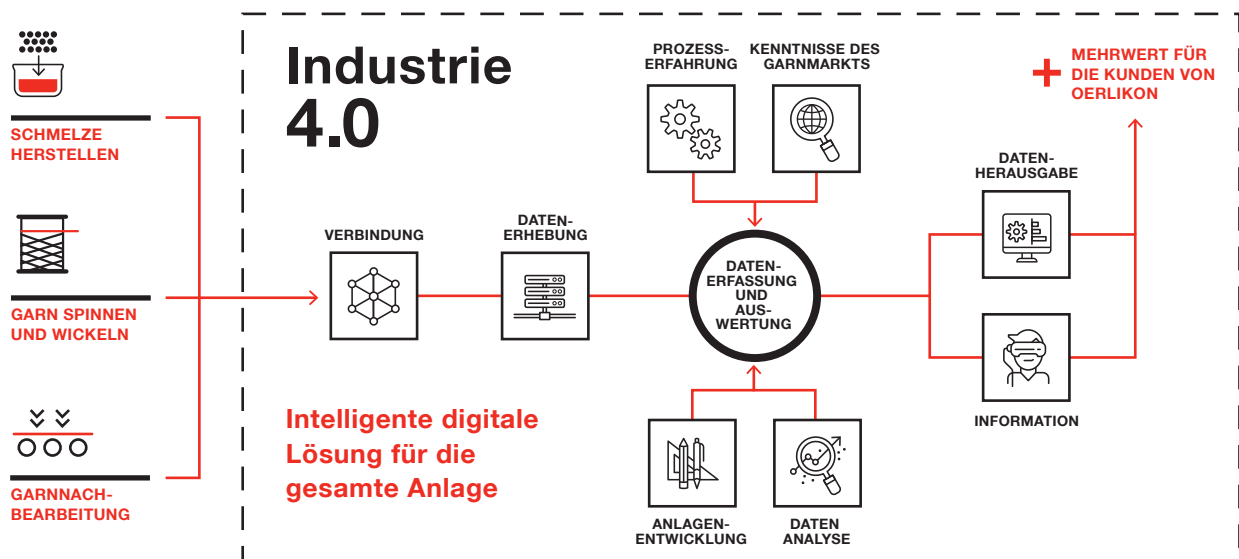 SCHMELZE
HERSTELLEN
GARN SPINNEN
UND WICKELN
GARNNACH-
BEARBEITUNG
Industrie
4.0
Intelligente digitale
Lösung für die
gesamte Anlage
VERBINDUNG
DATEN-
ERHEBUNG
PROZESS-
ERFAHRUNG
KENNTNISSE DES
GARNMARKTS
DATEN-
ERFASSUNG
UND
AUS-
WERTUNG
ANLAGEN-
ENTWICKLUNG
DATEN
ANALYSE
DATEN-
HERAUSGABE
INFORMATION
MEHRWERT FÜR
DIE KUNDEN VON
OERLIKON